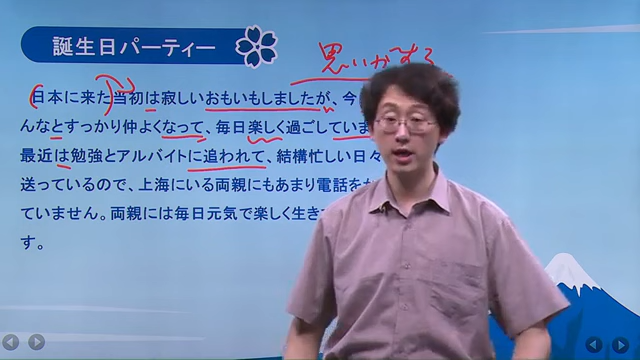 誕生日パーティー
思いがする
日本に来た当初は寂しいおもいもしましたが、今
んなとすっかり仲よくなって、毎日楽しく過ごしていま
最近は勉強とアルバイトに追われて、結構忙しい日々
送っているので、上海にいる両親にもあまり電話を
ていません。両親には毎日元気で楽しく生き
す。